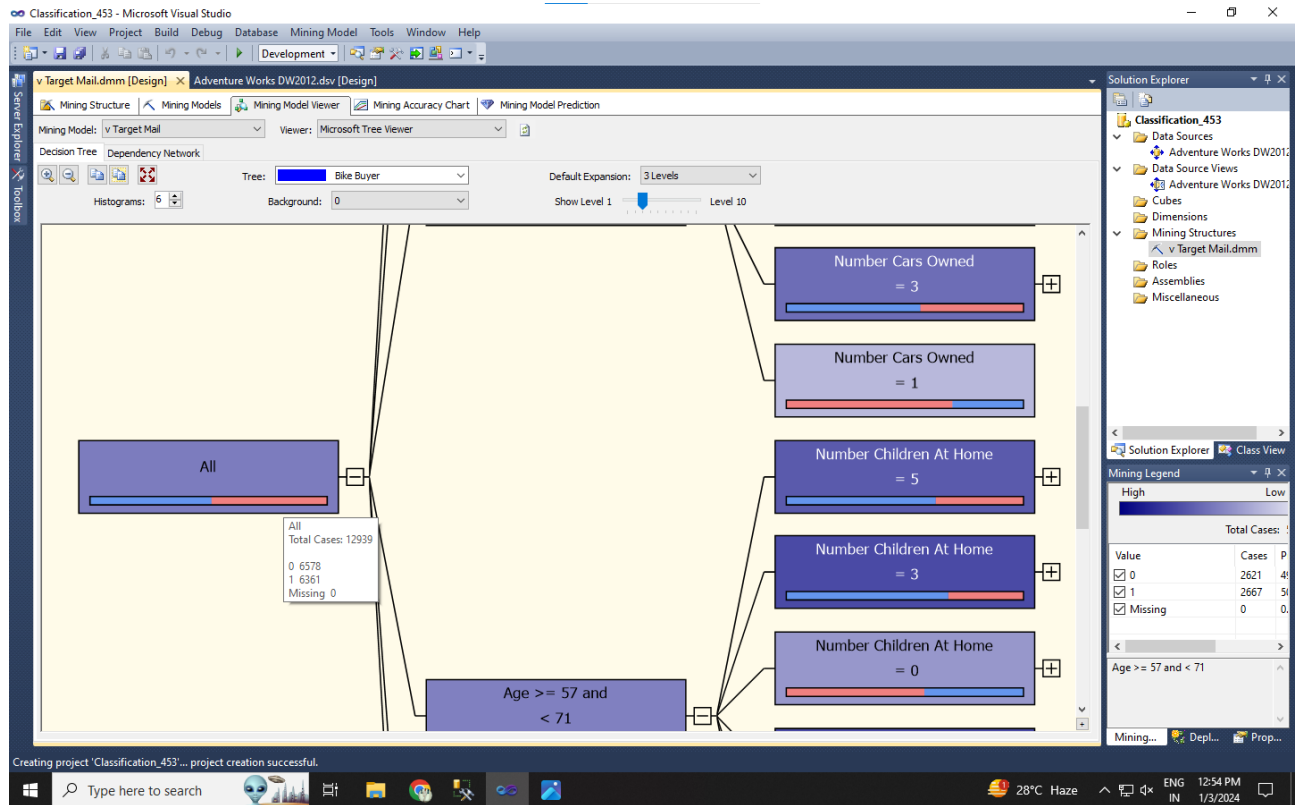 Classification_453 - Microsoft Visual Studio
File Edit View Project Build Debug Database Mining Model Tools Window Help
Development
v Target Mail.dmm [Design] Adventure Works DW2012.dsv [Design]
Mining Structure Mining Models Mining Model Viewer Mining Accuracy Chart Mining Model Prediction
Mining Model: v Target Mail Viewer: Microsoft Tree Viewer
Decision Tree Dependency Network
Tree: Bike Buyer Default Expansion: 3 Levels
Histograms: 6 Background: 0 Show Level 1 Level 10
Server Explorer
Toolbox
Number Cars Owned
= 3
Number Cars Owned
= 1
All
Number Children At Home
= 5
All
Total Cases: 12939
0 6578
1 6361
Missing 0
Number Children At Home
= 3
Number Children At Home
= 0
Age >= 57 and
< 71
Solution Explorer
Classification_453
Data Sources
Adventure Works DW2012
Data Source Views
Adventure Works DW2012
Cubes
Dimensions
Mining Structures
v Target Mail.dmm
Roles
Assemblies
Miscellaneous
Solution Explorer Class View
Mining Legend
High Low
Total Cases:
Value Cases P
0 2621 4
1 2667 5
Missing 0 0.
Age >= 57 and < 71
Mining... Depl... Prop...
Creating project 'Classification_453'... project creation successful.
Type here to search
28°C Haze
ENG
IN
12:54 PM
1/3/2024